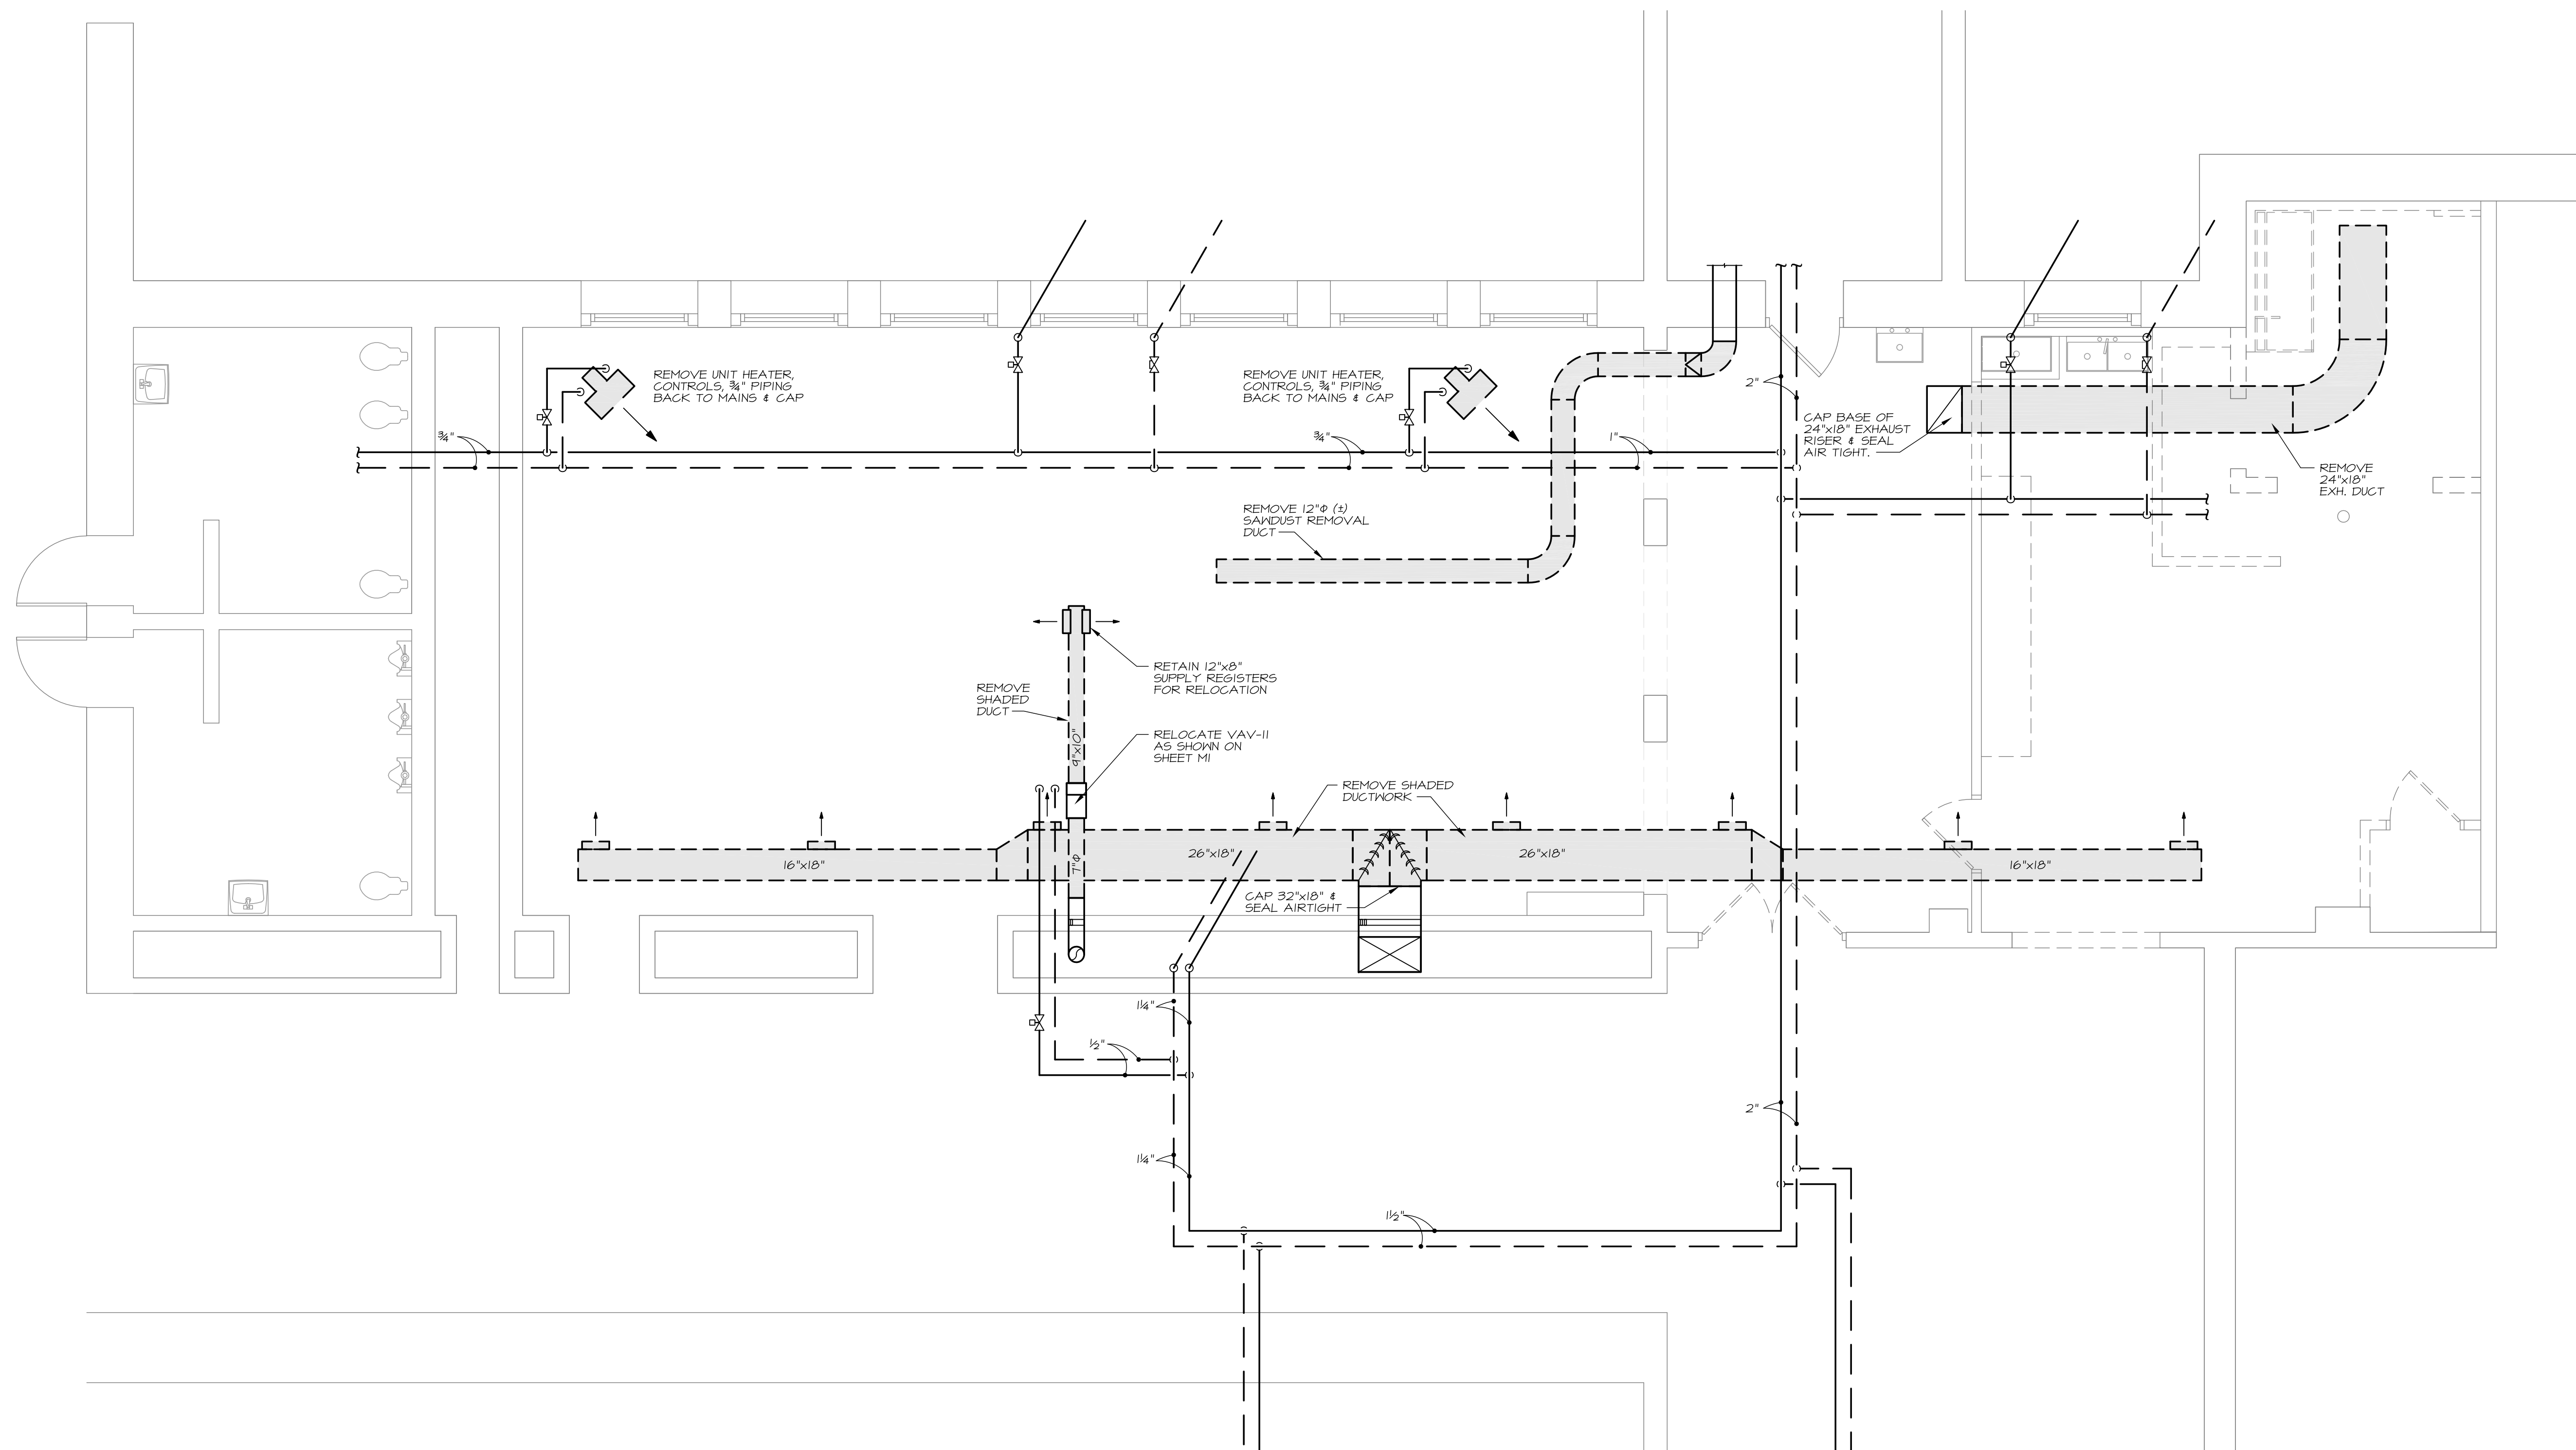 REMOVE UNIT HEATER,
CONTROLS, ¾" PIPING
BACK TO MAINS & CAP
REMOVE UNIT HEATER,
CONTROLS, ¾" PIPING
BACK TO MAINS & CAP
2"
CAP BASE OF
24"x18" EXHAUST
RISER & SEAL
AIR TIGHT.
¾"
¾"
1"
REMOVE
24"x18"
EXH. DUCT
REMOVE 12"Φ (±)
SAWDUST REMOVAL
DUCT
RETAIN 12"x8"
SUPPLY REGISTERS
FOR RELOCATION
REMOVE
SHADED
DUCT
9"x10"
RELOCATE VAV-11
AS SHOWN ON
SHEET M1
REMOVE SHADED
DUCTWORK
16"x18"
7"Φ
26"x18"
26"x18"
16"x18"
CAP 32"x18" &
SEAL AIRTIGHT
1¼"
½"
2"
1¼"
1½"